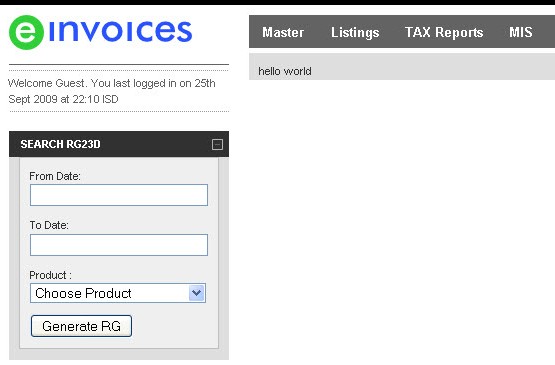 e invoices
Master Listings TAX Reports MIS
hello world
Welcome Guest. You last logged in on 25th
Sept 2009 at 22:10 ISD
SEARCH RG23D
From Date:
To Date:
Product :
Choose Product
Generate RG